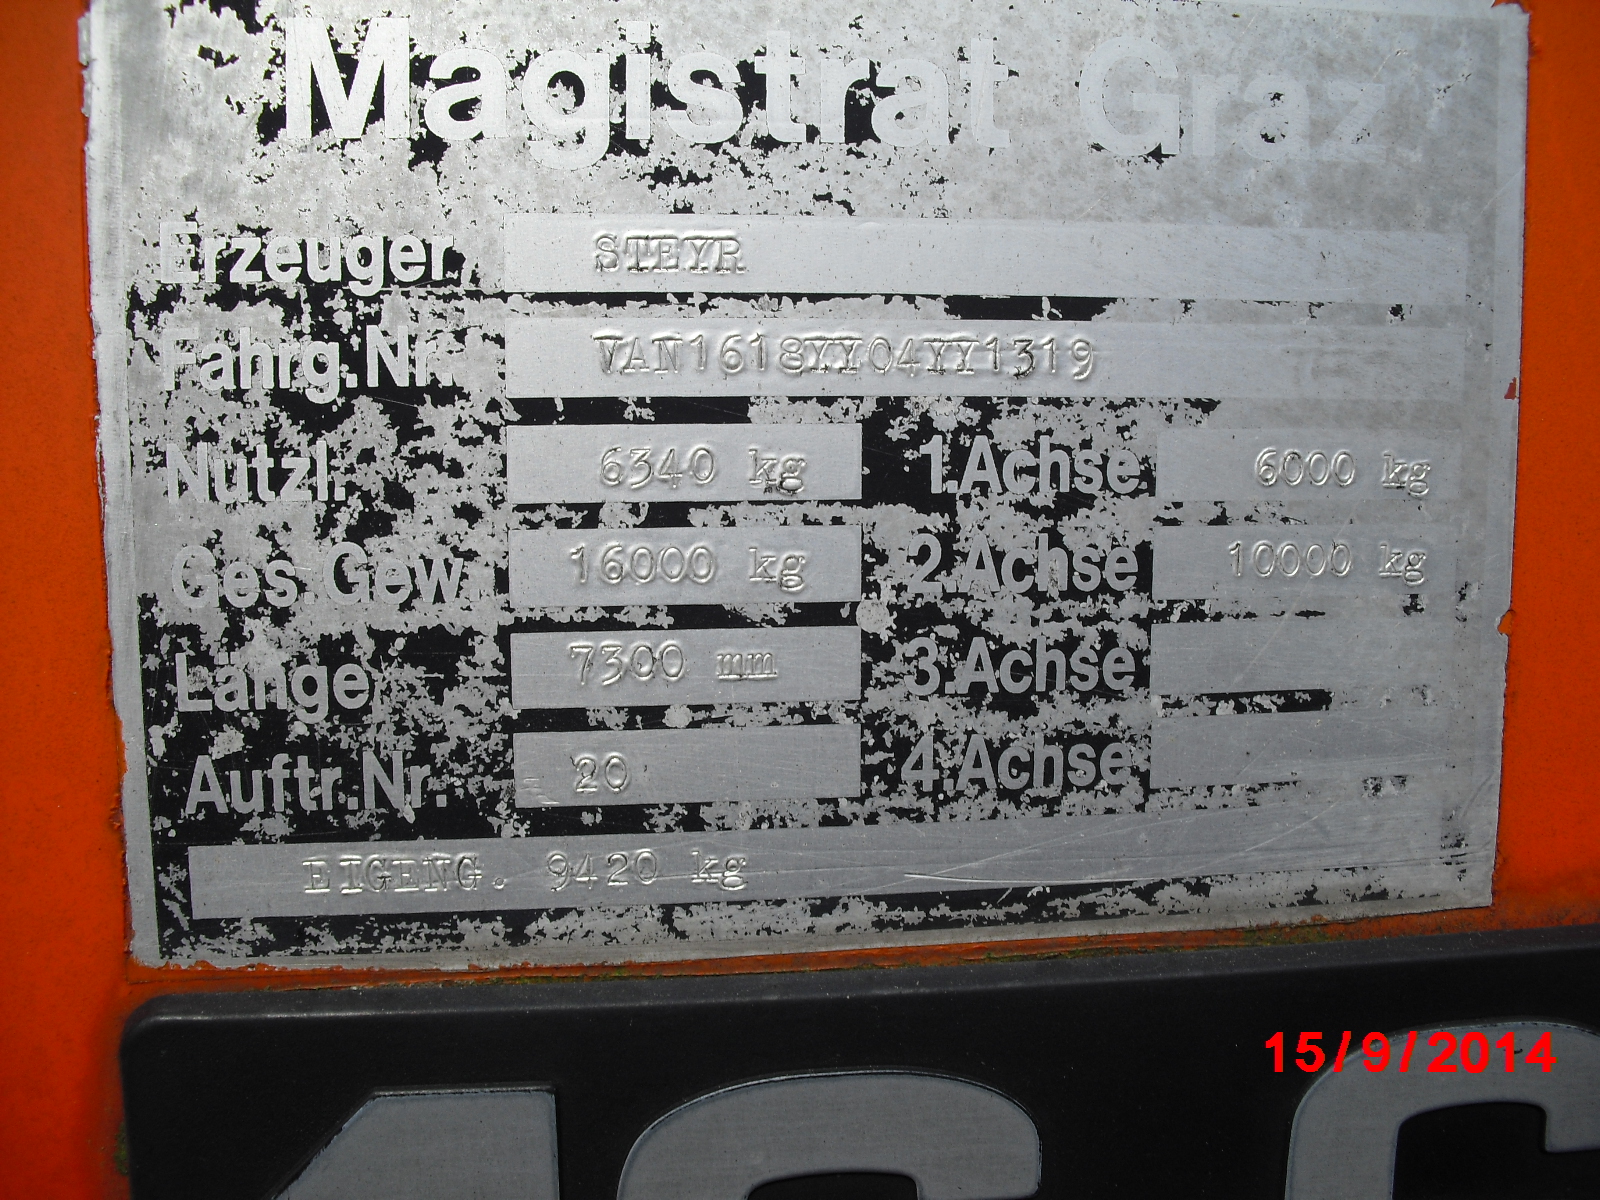 Magistrat Graz
Erzeuger STEYR
Fahrg.Nr. VAN1618YY04YY1319
Nutzl. 6340 kg 1.Achse 6000 kg
Ges.Gew. 16000 kg 2.Achse 10000 kg
Länge 7300 mm 3.Achse
Auftr.Nr. 20 4.Achse
EIGENG. 9420 kg
15/9/2014